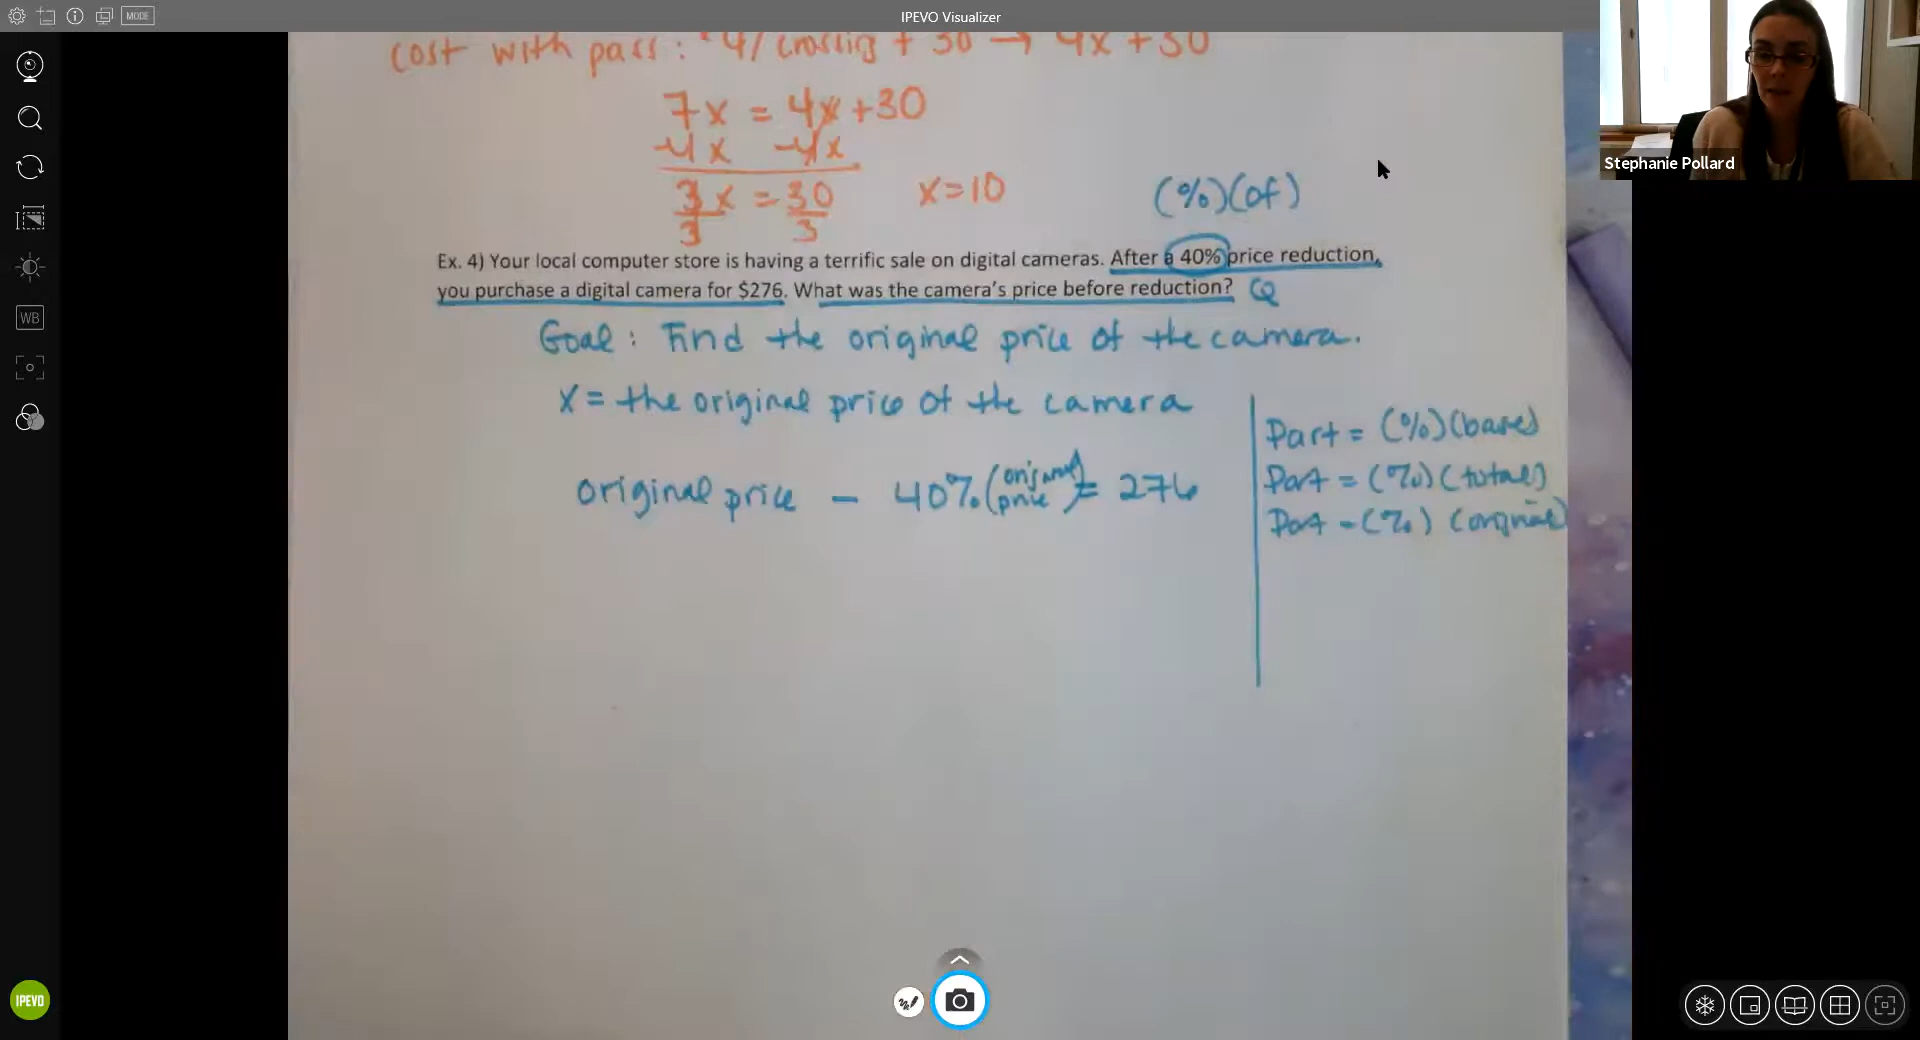 MODE
IPEVO Visualizer
cost with pass: $4/crossing + 30 → 4x + 30
7x = 4x + 30
-4x -4x
3x = 30 x = 10
3 3
(%)(of)
Ex. 4) Your local computer store is having a terrific sale on digital cameras. After a 40% price reduction,
you purchase a digital camera for $276. What was the camera's price before reduction? Q
Goal: Find the original price of the camera.
x = the original price of the camera
Part = (%)(base)
Part = (%)(total)
Part = (%)(original)
original price - 40% (original price) = 276
Stephanie Pollard
WB
IPEVO